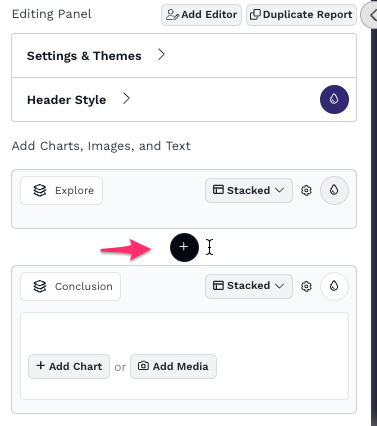 Editing Panel
Add Editor
Duplicate Report
Settings & Themes
Header Style
Add Charts, Images, and Text
Explore
Stacked
Conclusion
Stacked
+ Add Chart or Add Media